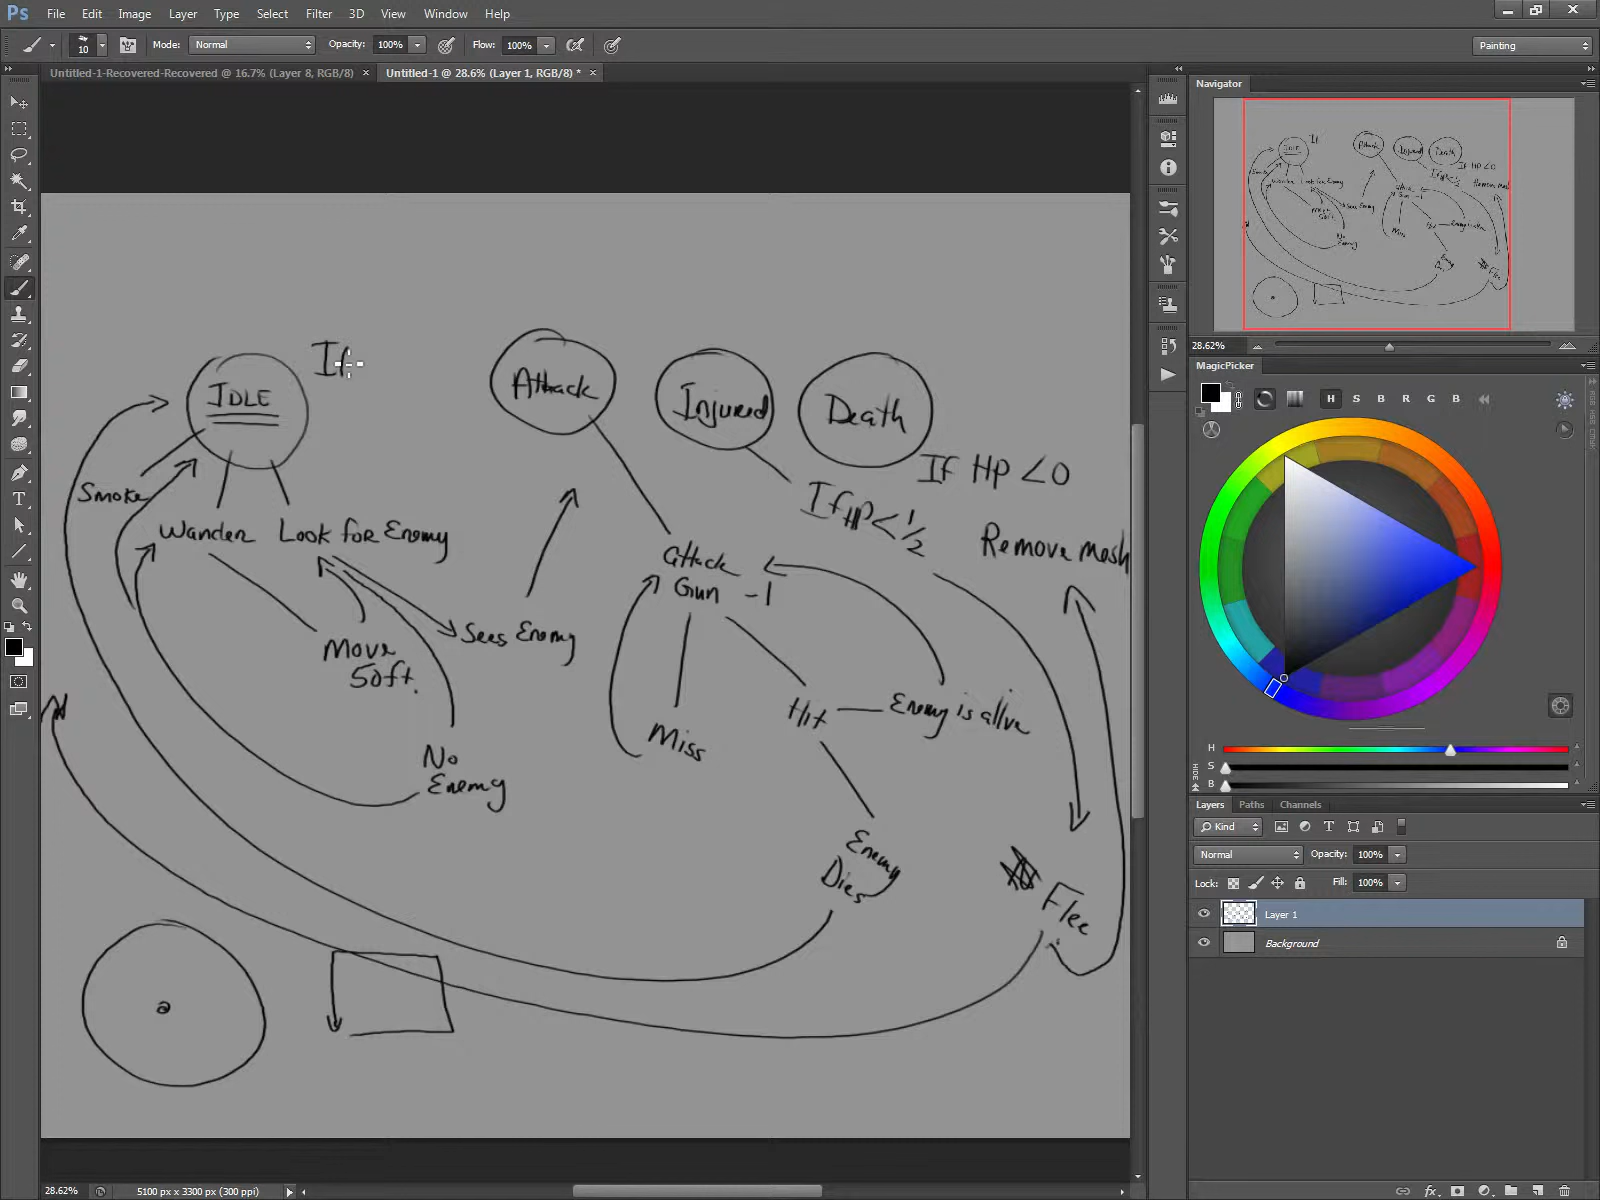 Ps File Edit Image Layer Type Select Filter 3D View Window Help
10 Mode: Normal Opacity: 100% Flow: 100% Painting
Untitled-1-Recovered-Recovered @ 16.7% (Layer 8, RGB/8) × Untitled-1 @ 28.6% (Layer 1, RGB/8) * ×
Navigator
28.62%
MagicPicker
H S B R G B
HIDE
H
S
B
Layers Paths Channels
Kind
Normal Opacity: 100%
Lock: Fill: 100%
Layer 1
Background
If
IDLE
Attack
Injured
Death
If HP <0
Smoke
If HP < 1/2
Wander Look for Enemy
Remove mesh
Attack
Gun -1
Sees Enemy
Move
50ft.
Hit Enemy is alive
Miss
No
Enemy
Enemy
Dies
Flee
a
28.62% 5100 px x 3300 px (300 ppi)